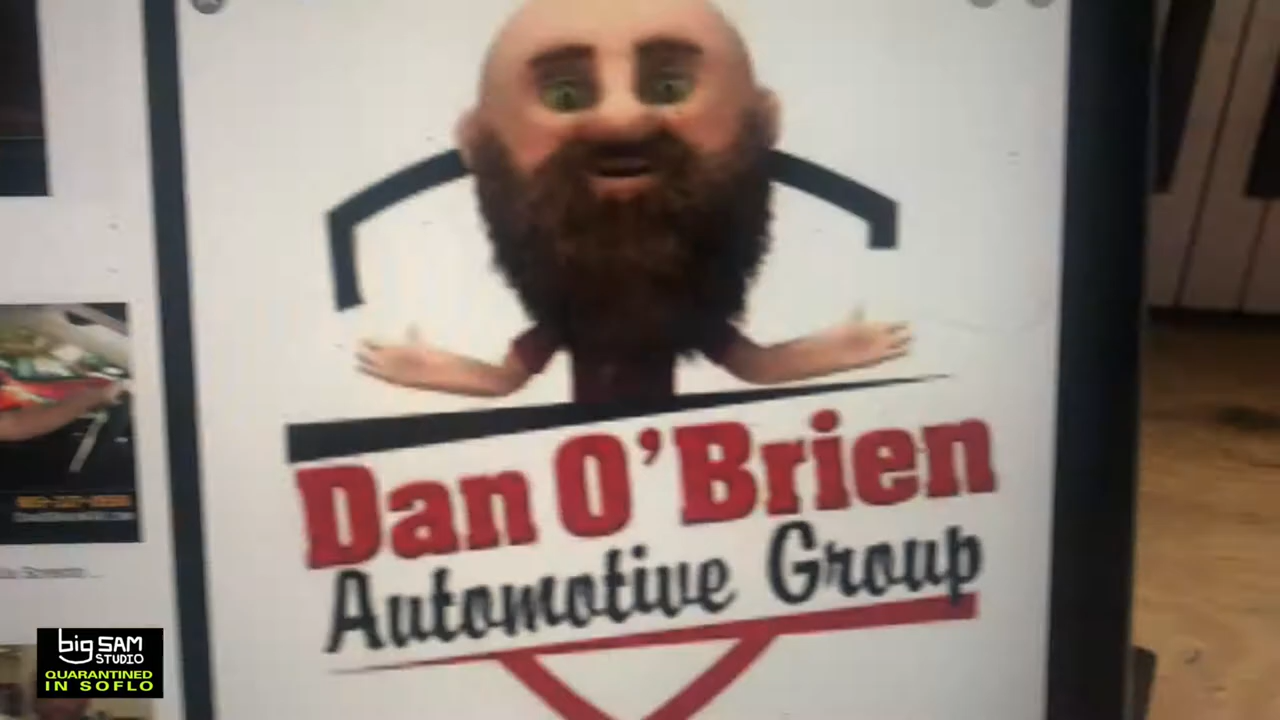 Dan O'Brien
Automotive Group
big SAM
STUDIO
QUARANTINED
IN SOFLO